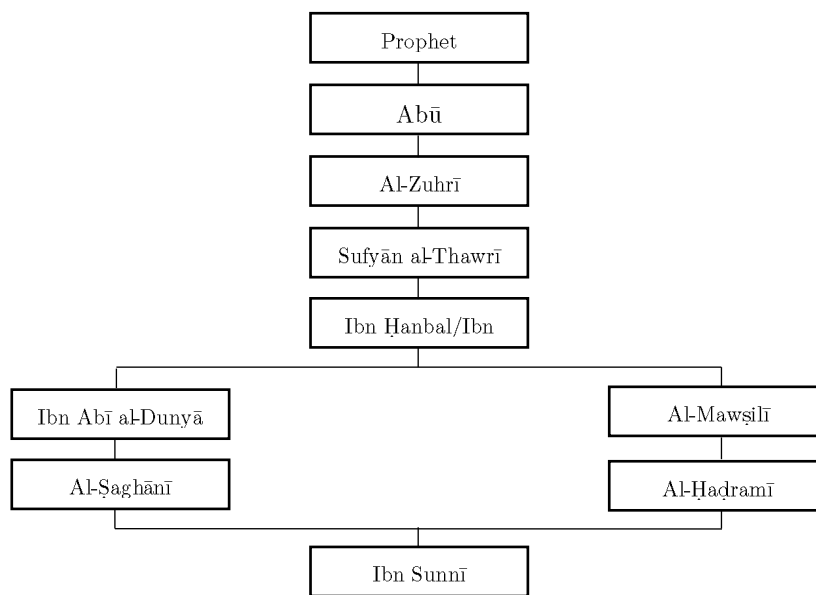 Prophet
Abū
Al-Zuhrī
Sufyān al-Thawrī
Ibn Ḥanbal/Ibn
Ibn Abī al-Dunyā
Al-Mawṣilī
Al-Ṣaghānī
Al-Ḥaḍramī
Ibn Sunnī